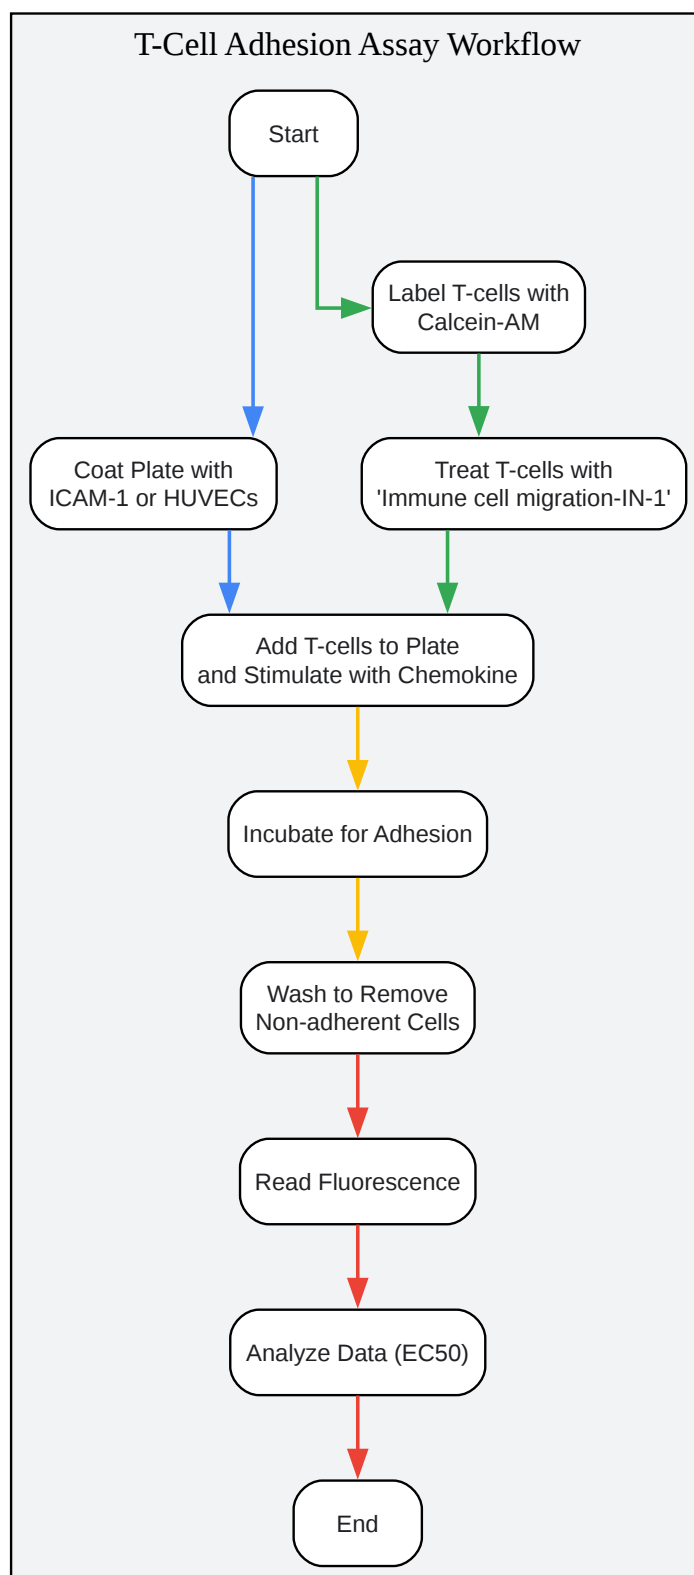 T-Cell Adhesion Assay Workflow
Start
Label T-cells with
Calcein-AM
Coat Plate with
ICAM-1 or HUVECs
Treat T-cells with
'Immune cell migration-IN-1'
Add T-cells to Plate
and Stimulate with Chemokine
Incubate for Adhesion
Wash to Remove
Non-adherent Cells
Read Fluorescence
Analyze Data (EC50)
End